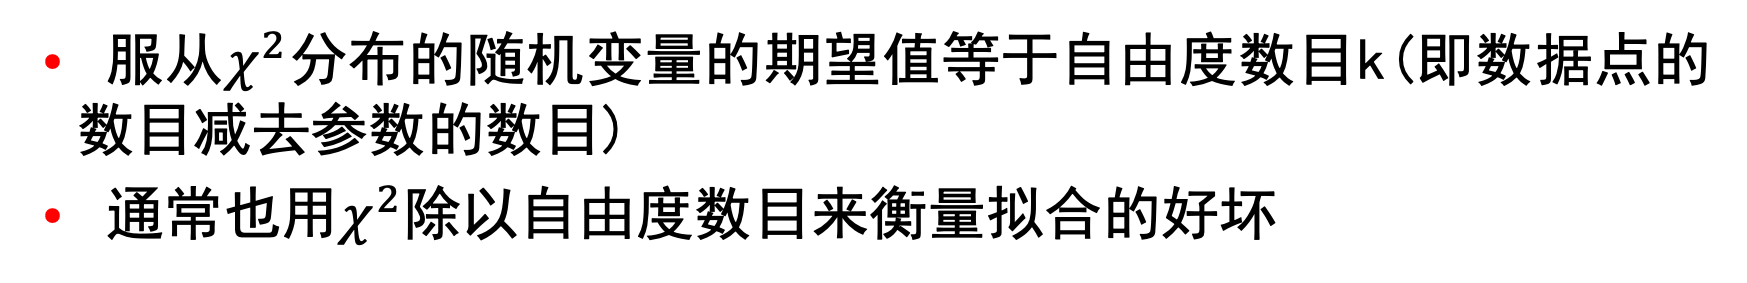 • 服从χ²分布的随机变量的期望值等于自由度数目k(即数据点的
数目减去参数的数目)
• 通常也用χ²除以自由度数目来衡量拟合的好坏